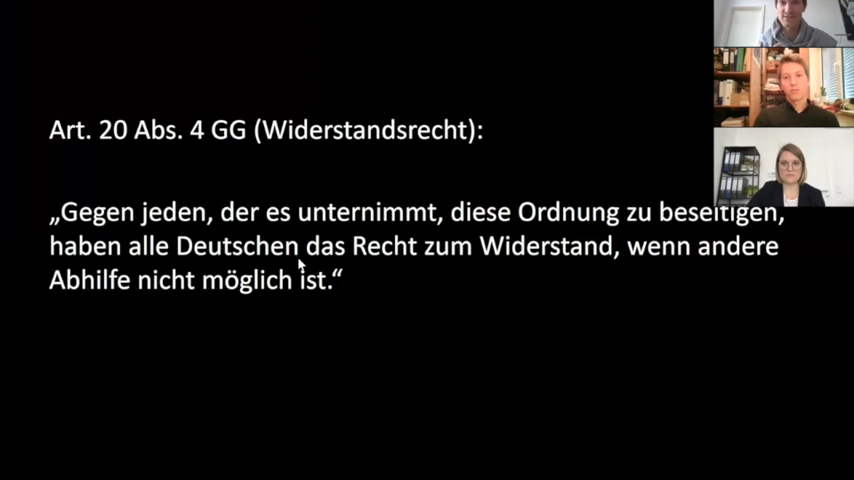 Art. 20 Abs. 4 GG (Widerstandsrecht):
„Gegen jeden, der es unternimmt, diese Ordnung zu beseitigen,
haben alle Deutschen das Recht zum Widerstand, wenn andere
Abhilfe nicht möglich ist.“